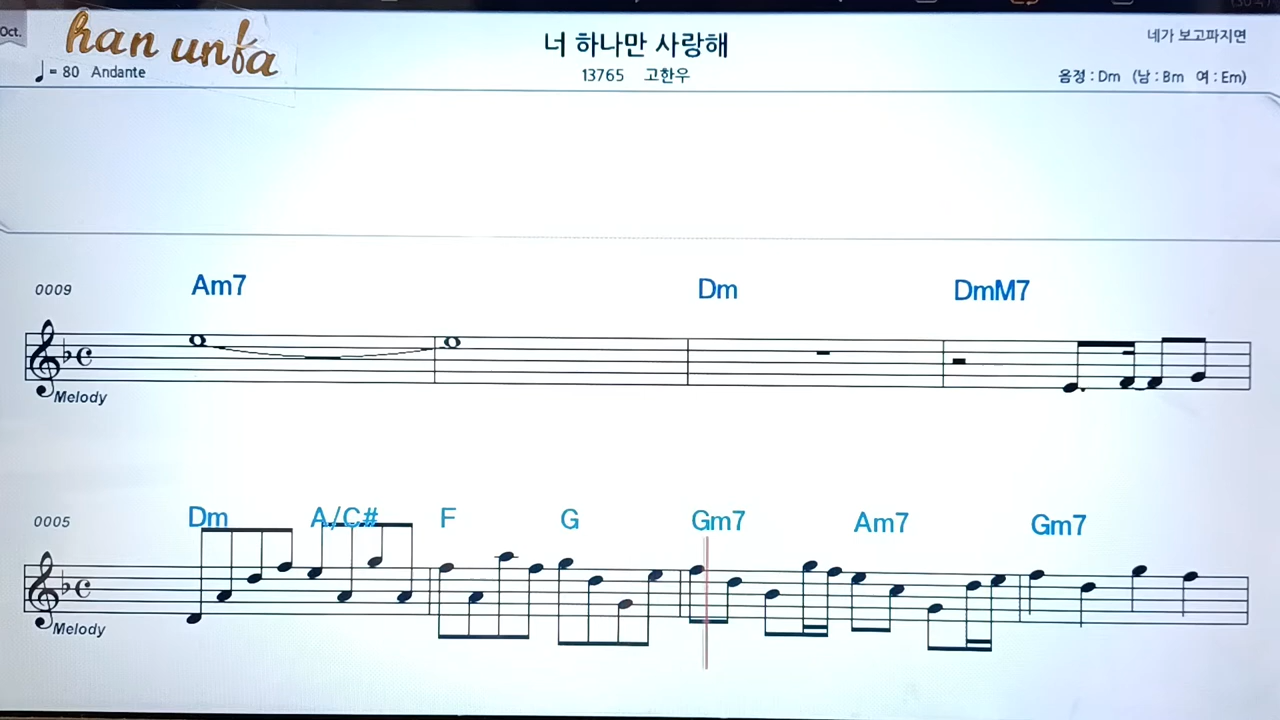 Oct.
han unfa
너 하나만 사랑해
네가 보고파지면
♩= 80 Andante
13765 고한우
음정 : Dm (남 : Bm 여 : Em)
0009
Am7 Dm DmM7
Melody
0005
Dm A/C# F G Gm7 Am7 Gm7
Melody